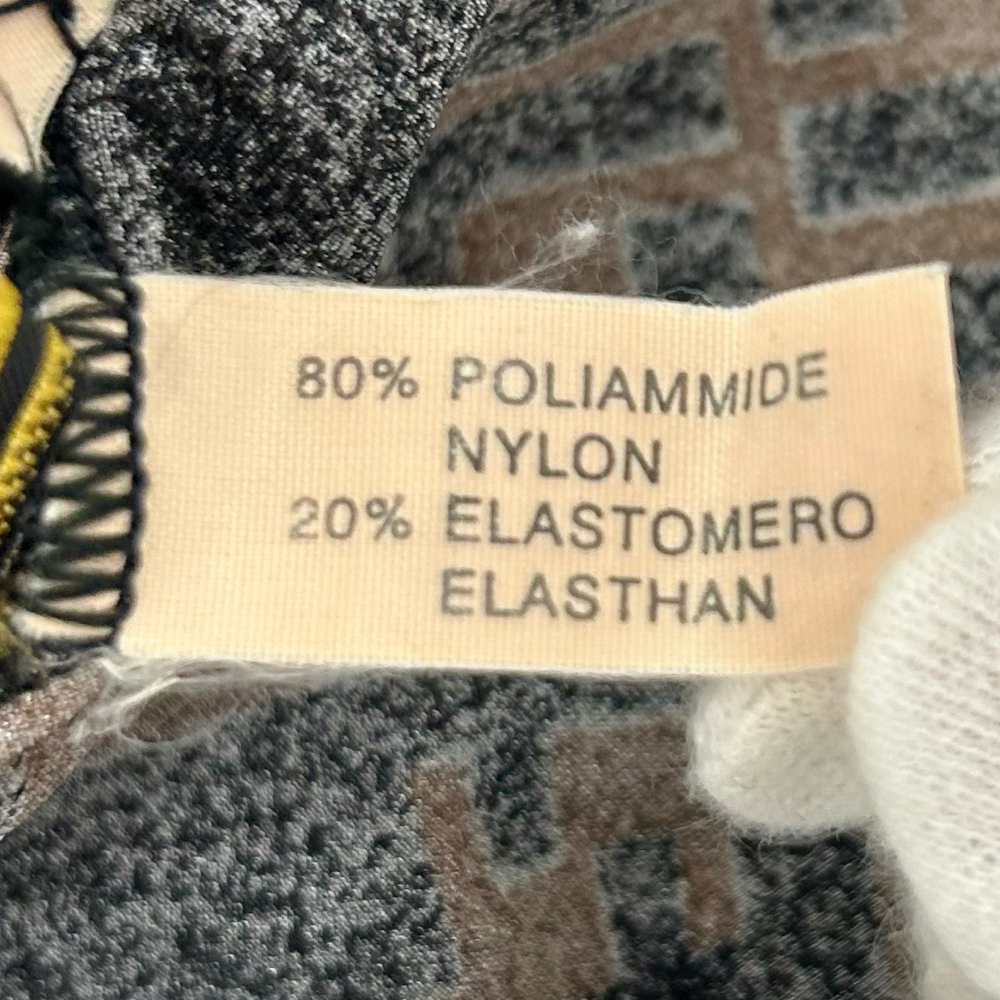 80% POLIAMMIDE
NYLON
20% ELASTOMERO
ELASTHAN